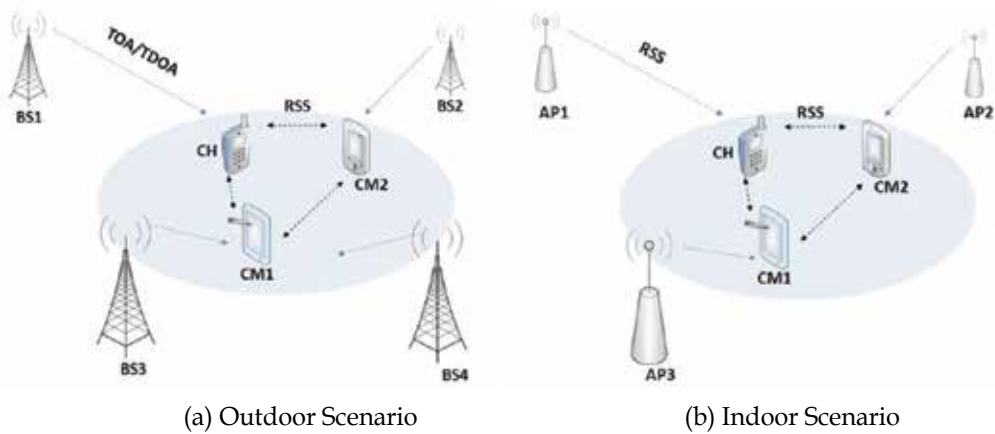 TOA/TDOA
BS1
RSS
BS2
CH
CM2
CM1
BS3
BS4
RSS
AP1
RSS
AP2
CH
CM2
CM1
AP3
(a) Outdoor Scenario
(b) Indoor Scenario